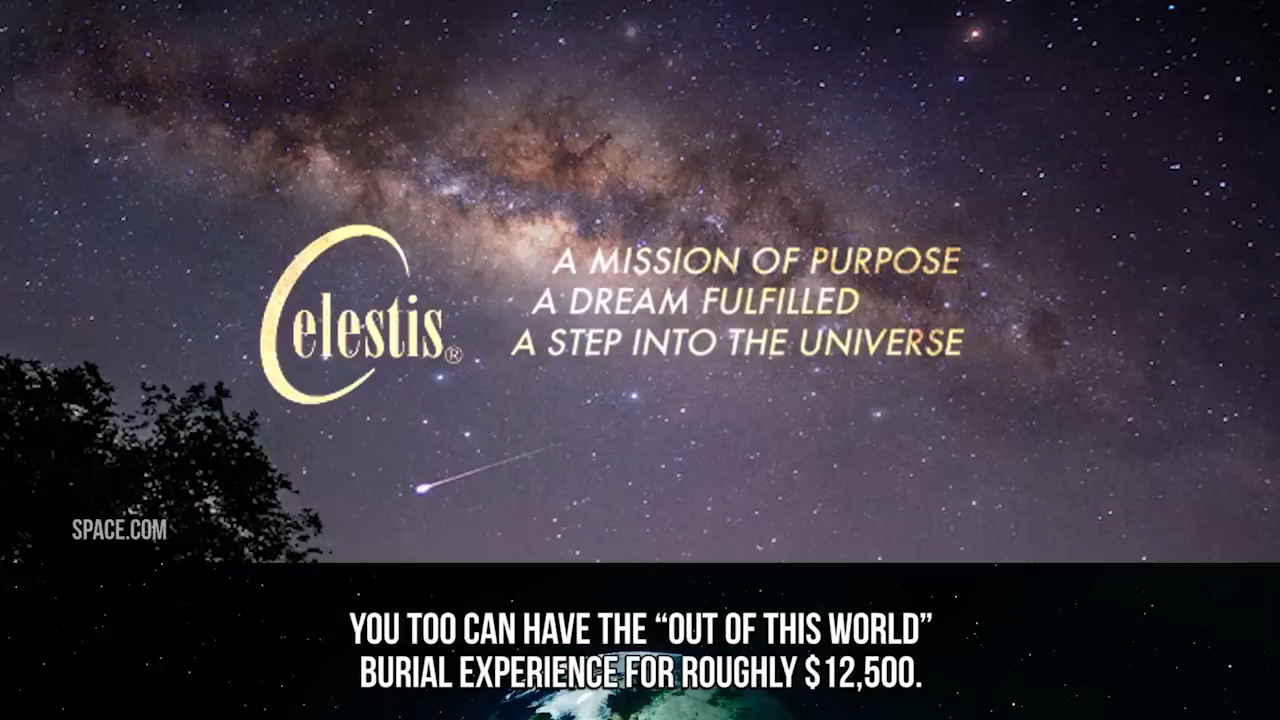 Celestis®
A MISSION OF PURPOSE
A DREAM FULFILLED
A STEP INTO THE UNIVERSE
SPACE.COM
YOU TOO CAN HAVE THE “OUT OF THIS WORLD”
BURIAL EXPERIENCE FOR ROUGHLY $12,500.